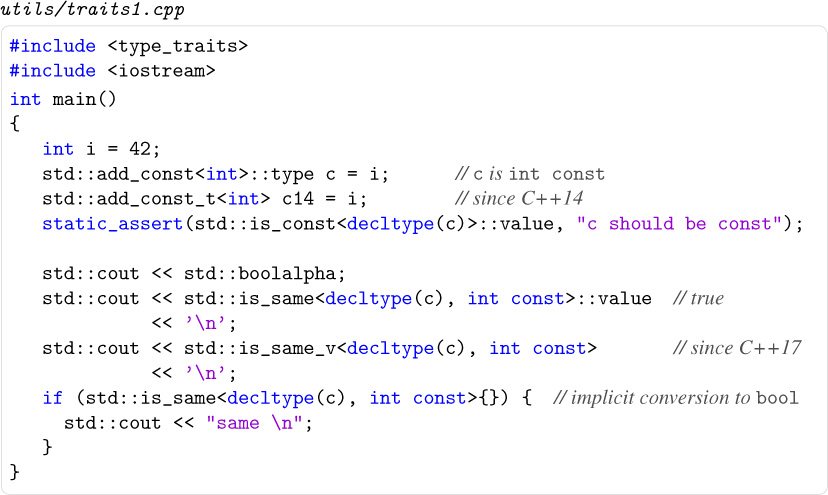 utils/traits1.cpp
#include <type_traits>
#include <iostream>
int main()
{
   int i = 42;
   std::add_const<int>::type c = i;      // c is int const
   std::add_const_t<int> c14 = i;        // since C++14
   static_assert(std::is_const<decltype(c)>::value, "c should be const");

   std::cout << std::boolalpha;
   std::cout << std::is_same<decltype(c), int const>::value  // true
             << ’\n’;
   std::cout << std::is_same_v<decltype(c), int const>       // since C++17
             << ’\n’;
   if (std::is_same<decltype(c), int const>{}) {  // implicit conversion to bool
     std::cout << "same \n";
   }
}